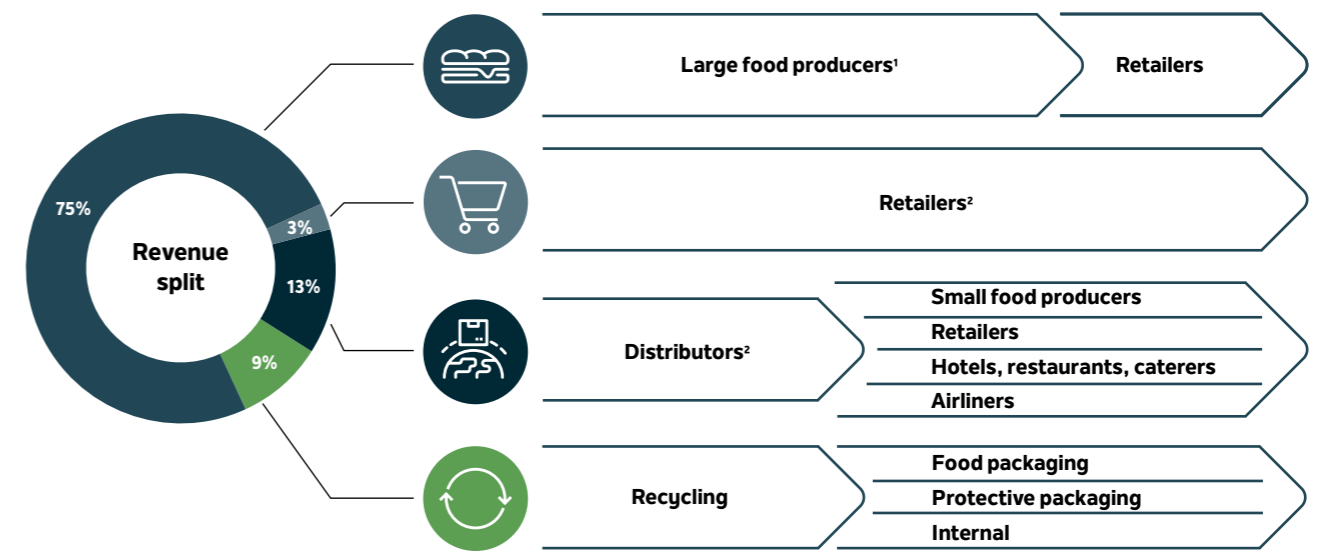 Large food producers¹
Retailers
75%
3%
Retailers²
Revenue
split
13%
Small food producers
Retailers
Distributors²
Hotels, restaurants, caterers
Airliners
9%
Food packaging
Recycling
Protective packaging
Internal